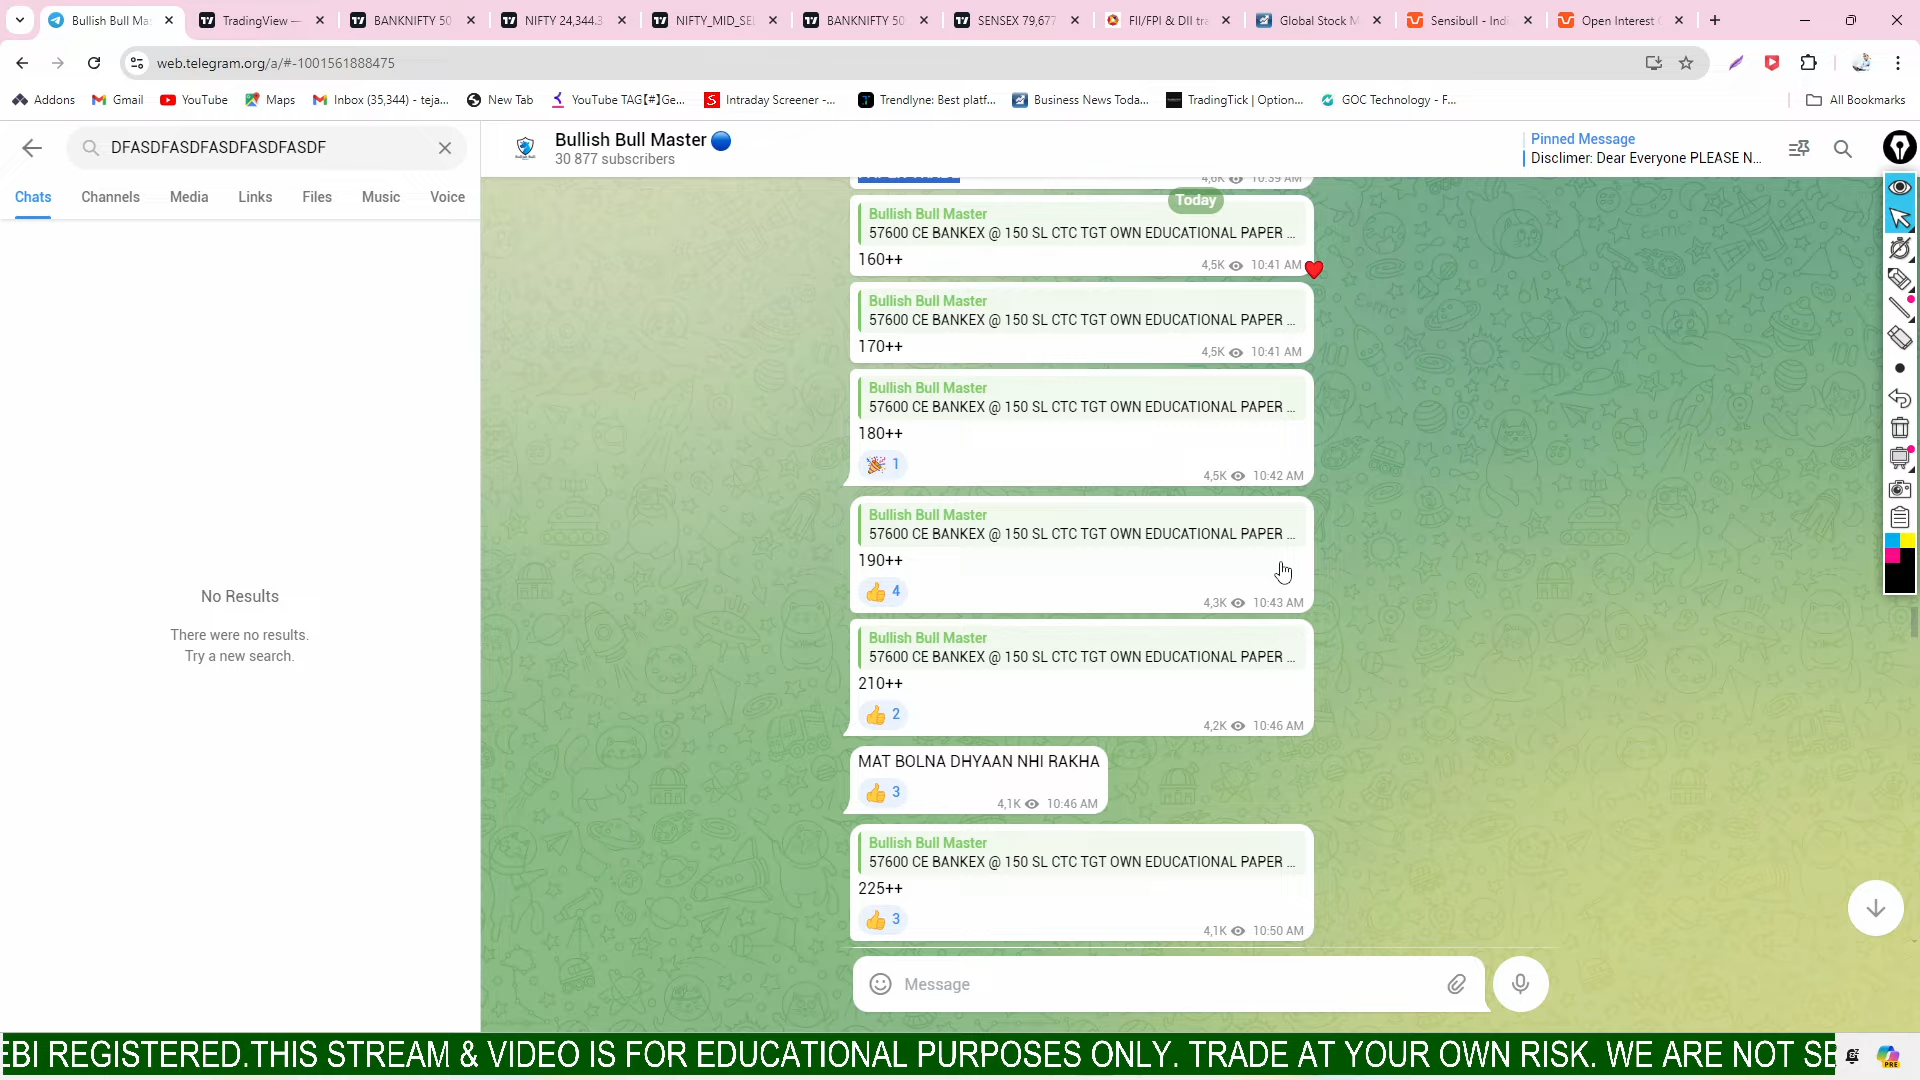 Bullish Bull Mas
TradingView —
BANKNIFTY 50
NIFTY 24,344.3
NIFTY_MID_SEL
BANKNIFTY 50
SENSEX 79,677
FII/FPI & DII tra
Global Stock M
Sensibull - Indi
Open Interest
web.telegram.org/a/#-1001561888475
Addons
Gmail
YouTube
Maps
Inbox (35,344) - teja...
New Tab
YouTube TAG【#】Ge...
Intraday Screener -...
Trendlyne: Best platf...
Business News Toda...
TradingTick | Option...
GOC Technology - F...
All Bookmarks
DFASDFASDFASDFASDFASDF
Chats
Channels
Media
Links
Files
Music
Voice
No Results
There were no results.
Try a new search.
Bullish Bull Master
30 877 subscribers
Pinned Message
Disclimer: Dear Everyone PLEASE N...
4,6K 10:39 AM
Today
Bullish Bull Master
57600 CE BANKEX @ 150 SL CTC TGT OWN EDUCATIONAL PAPER ...
160++
4,5K 10:41 AM
Bullish Bull Master
57600 CE BANKEX @ 150 SL CTC TGT OWN EDUCATIONAL PAPER ...
170++
4,5K 10:41 AM
Bullish Bull Master
57600 CE BANKEX @ 150 SL CTC TGT OWN EDUCATIONAL PAPER ...
180++
1
4,5K 10:42 AM
Bullish Bull Master
57600 CE BANKEX @ 150 SL CTC TGT OWN EDUCATIONAL PAPER ...
190++
4
4,3K 10:43 AM
Bullish Bull Master
57600 CE BANKEX @ 150 SL CTC TGT OWN EDUCATIONAL PAPER ...
210++
2
4,2K 10:46 AM
MAT BOLNA DHYAAN NHI RAKHA
3
4,1K 10:46 AM
Bullish Bull Master
57600 CE BANKEX @ 150 SL CTC TGT OWN EDUCATIONAL PAPER ...
225++
3
4,1K 10:50 AM
Message
EBI REGISTERED.THIS STREAM & VIDEO IS FOR EDUCATIONAL PURPOSES ONLY. TRADE AT YOUR OWN RISK. WE ARE NOT SE